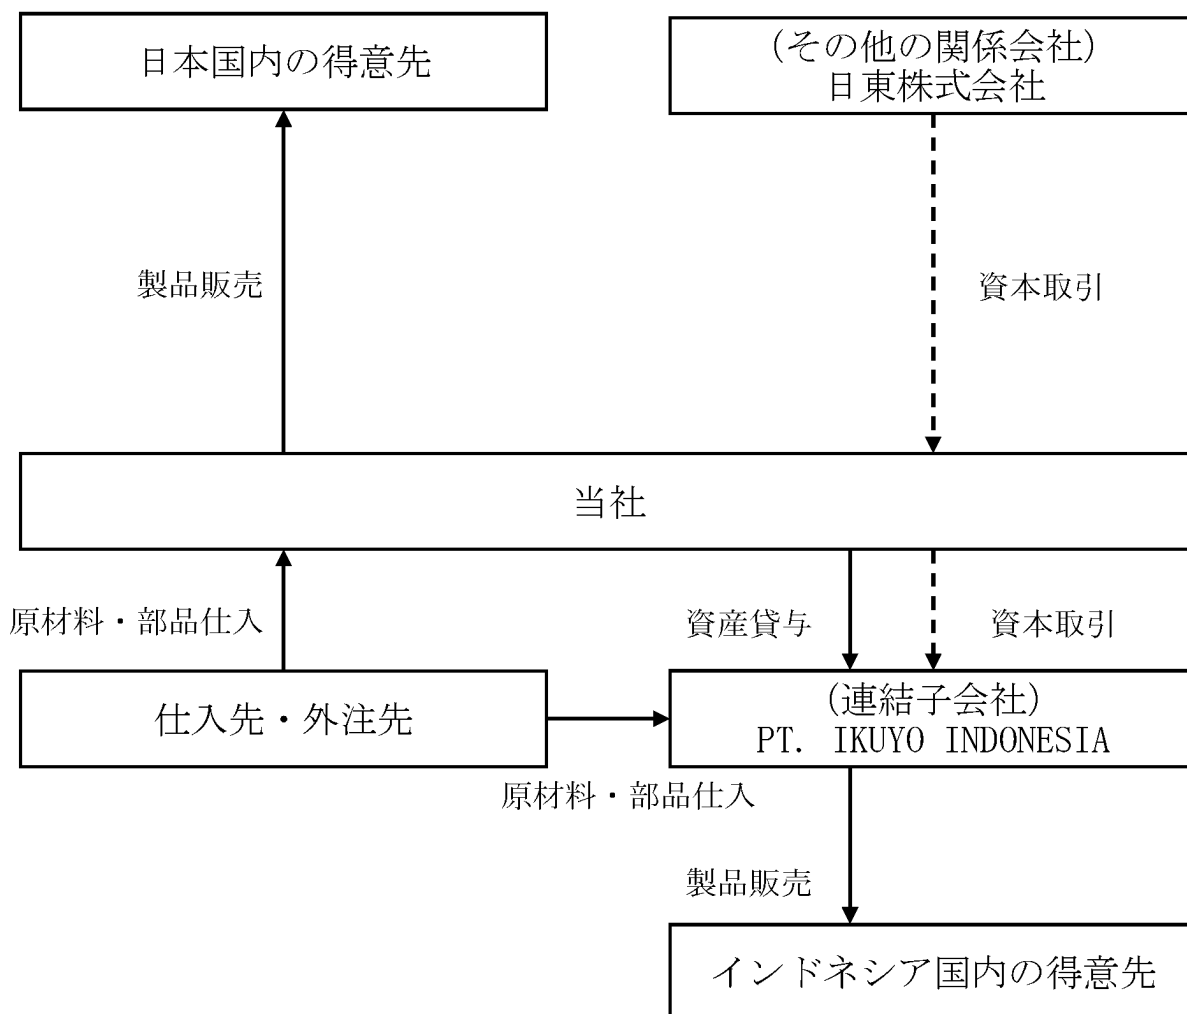 日本国内の得意先
(その他の関係会社)
日東株式会社
製品販売
資本取引
当社
原材料・部品仕入
資産貸与
資本取引
仕入先・外注先
(連結子会社)
PT. IKUYO INDONESIA
原材料・部品仕入
製品販売
インドネシア国内の得意先